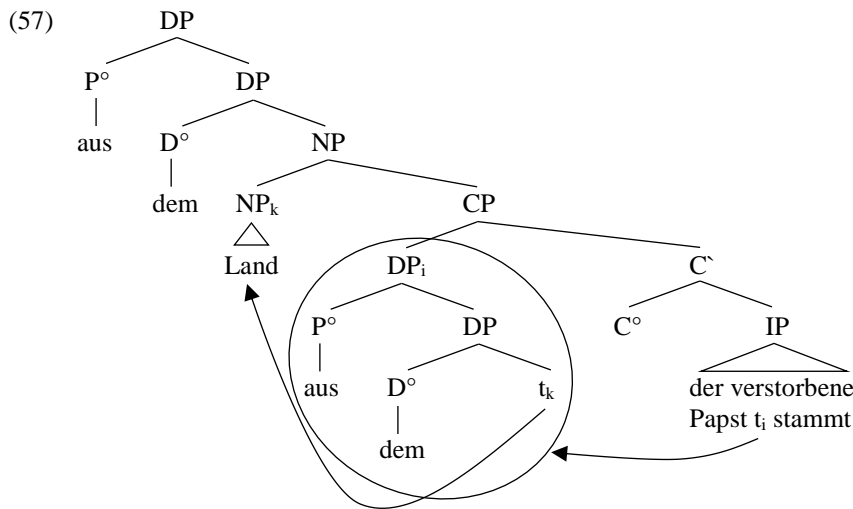 (57) DP
P° DP
aus D° NP
dem NPk CP
Land DPi C`
P° DP C° IP
aus D° tk der verstorbene
dem Papst ti stammt